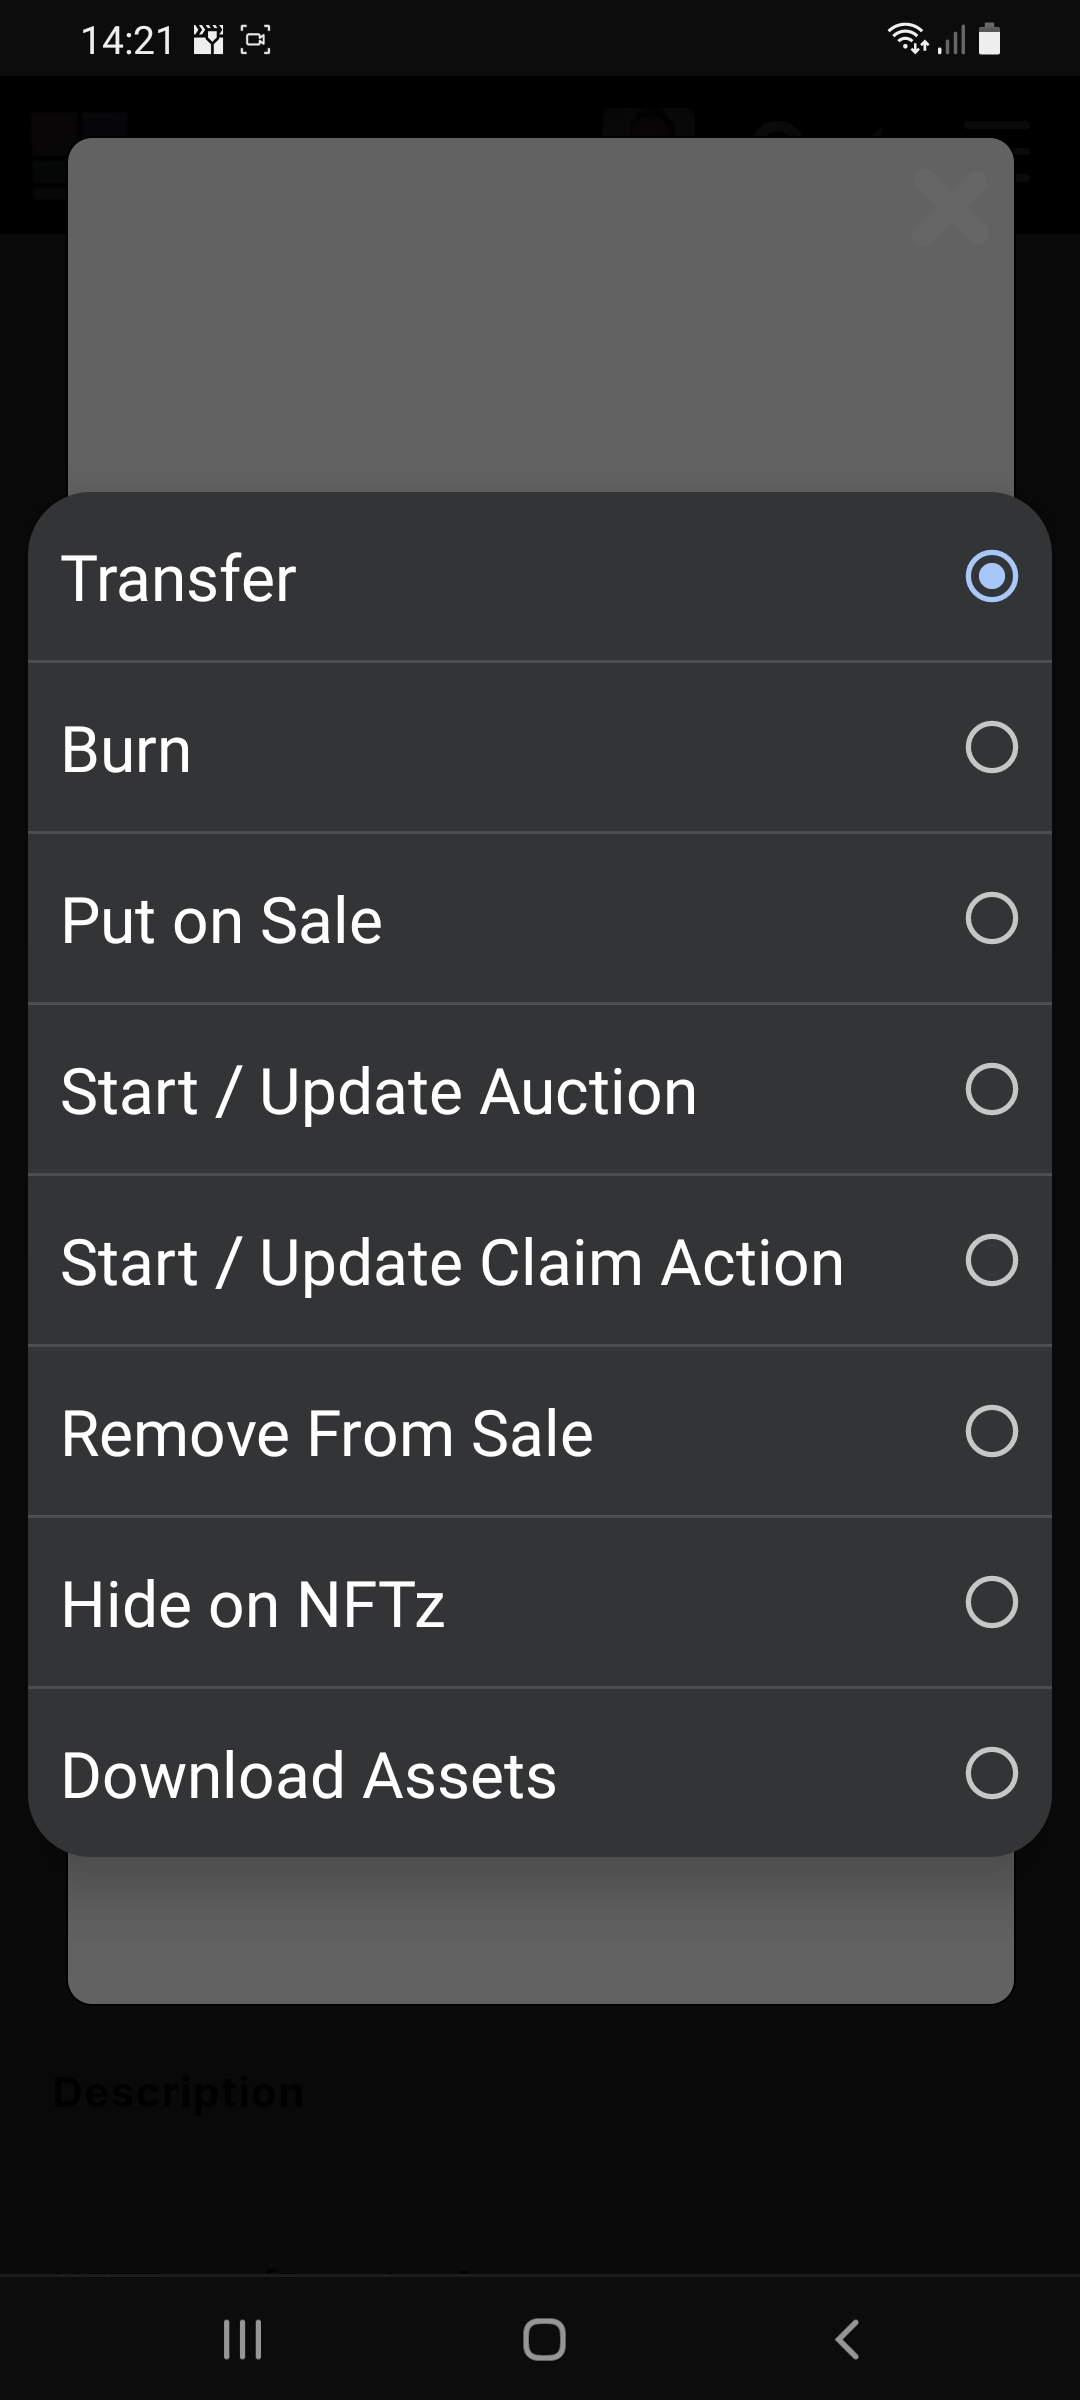 14:21
Transfer
Burn
Put on Sale
Start / Update Auction
Start / Update Claim Action
Remove From Sale
Hide on NFTz
Download Assets
Description